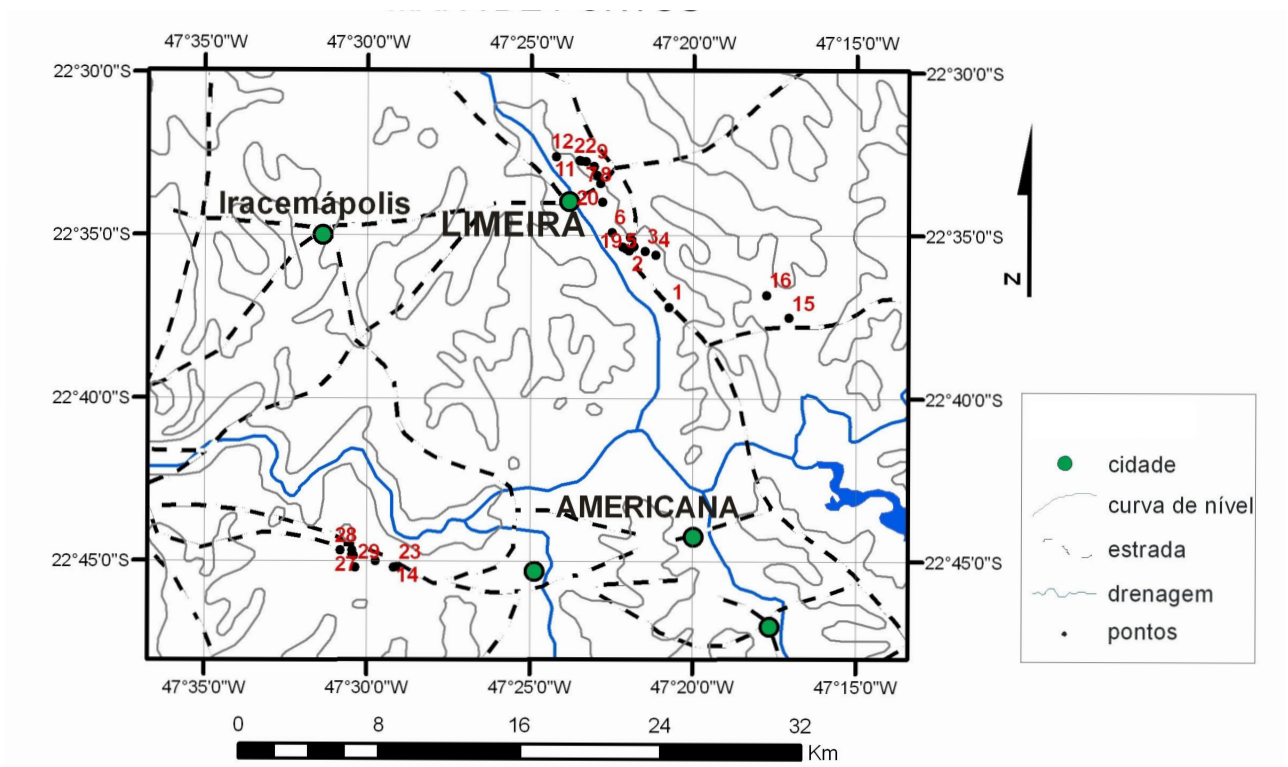 47°35'0"W 47°30'0"W 47°25'0"W 47°20'0"W 47°15'0"W
22°30'0"S 22°30'0"S
12 22 9
11 7 8
20
Iracemápolis
LIMEIRA
6
22°35'0"S 22°35'0"S
19 5 3 4
2
16
1 15
22°40'0"S 22°40'0"S
cidade
curva de nível
AMERICANA
28
29 23
estrada
22°45'0"S 22°45'0"S
27 14
drenagem
pontos
47°35'0"W 47°30'0"W 47°25'0"W 47°20'0"W 47°15'0"W
0 8 16 24 32
Km
N